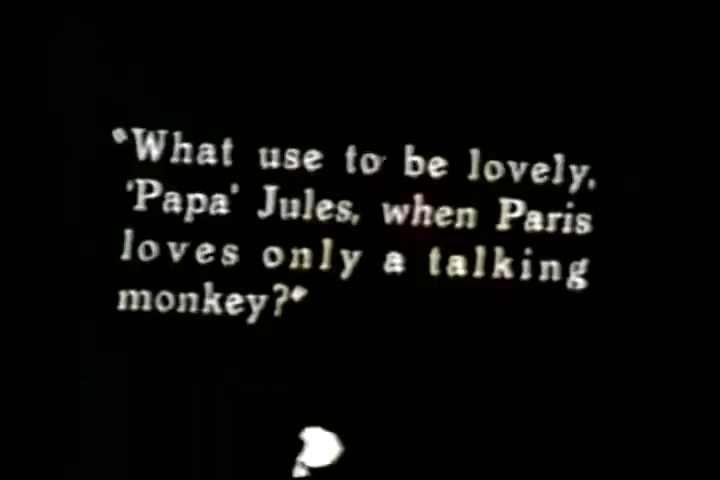 "What use to be lovely,
'Papa' Jules, when Paris
loves only a talking
monkey?"